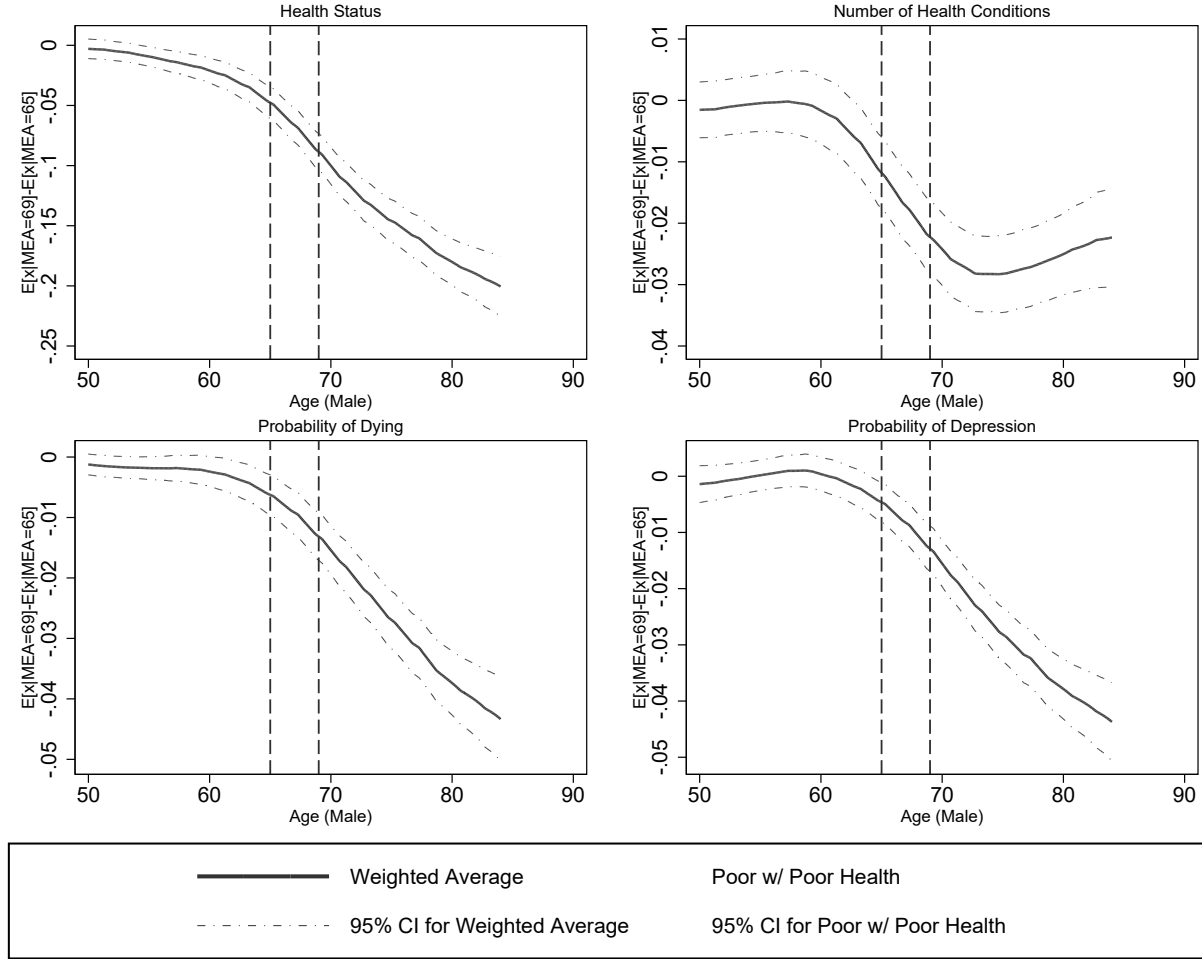 Health Status
E[x|MEA=69]-E[x|MEA=65]
0
-.05
-.1
-.15
-.2
-.25
50 60 70 80 90
Age (Male)
Number of Health Conditions
E[x|MEA=69]-E[x|MEA=65]
.01
0
-.01
-.02
-.03
-.04
50 60 70 80 90
Age (Male)
Probability of Dying
E[x|MEA=69]-E[x|MEA=65]
0
-.01
-.02
-.03
-.04
-.05
50 60 70 80 90
Age (Male)
Probability of Depression
E[x|MEA=69]-E[x|MEA=65]
0
-.01
-.02
-.03
-.04
-.05
50 60 70 80 90
Age (Male)
Weighted Average Poor w/ Poor Health
95% CI for Weighted Average 95% CI for Poor w/ Poor Health